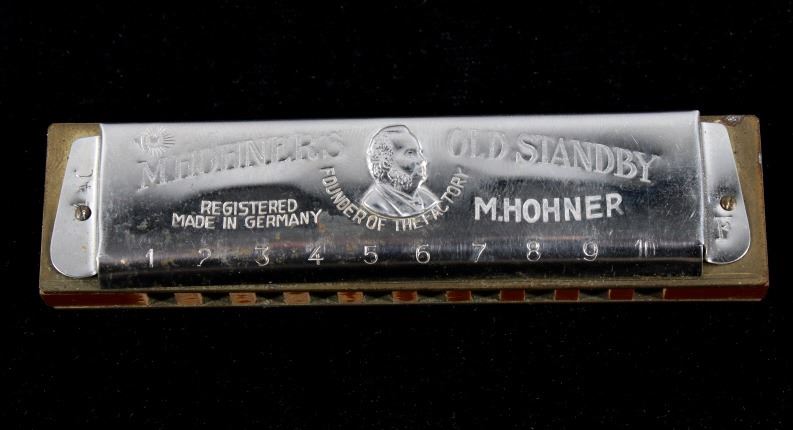 M.HOHNER'S OLD STANDBY
REGISTERED
MADE IN GERMANY
FOUNDER OF THE FACTORY
M.HOHNER
1 2 3 4 5 6 7 8 9 10
F